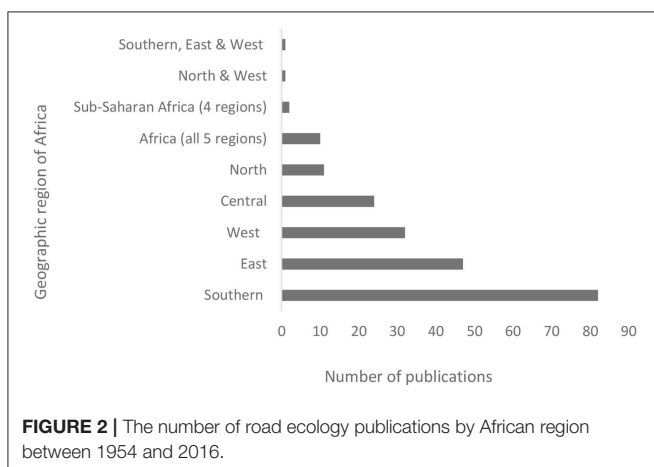 Geographic region of Africa
Southern, East & West
North & West
Sub-Saharan Africa (4 regions)
Africa (all 5 regions)
North
Central
West
East
Southern
0 10 20 30 40 50 60 70 80 90
Number of publications
FIGURE 2 | The number of road ecology publications by African region
between 1954 and 2016.